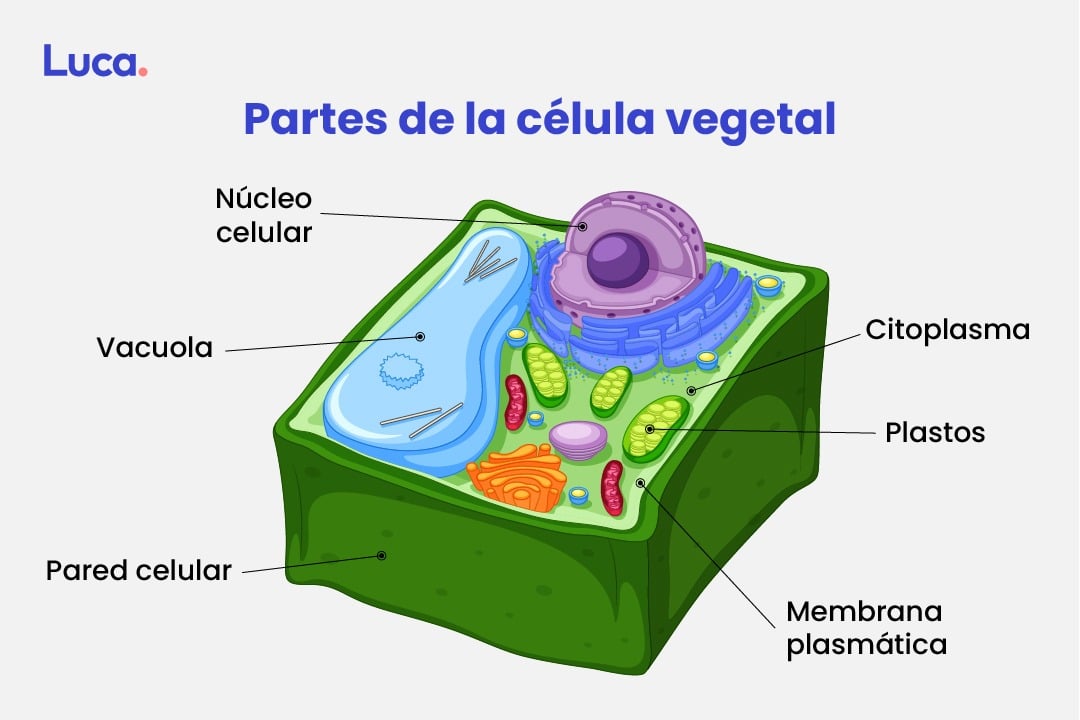 Luca.
Partes de la célula vegetal
Núcleo
celular
Vacuola
Citoplasma
Plastos
Pared celular
Membrana
plasmática